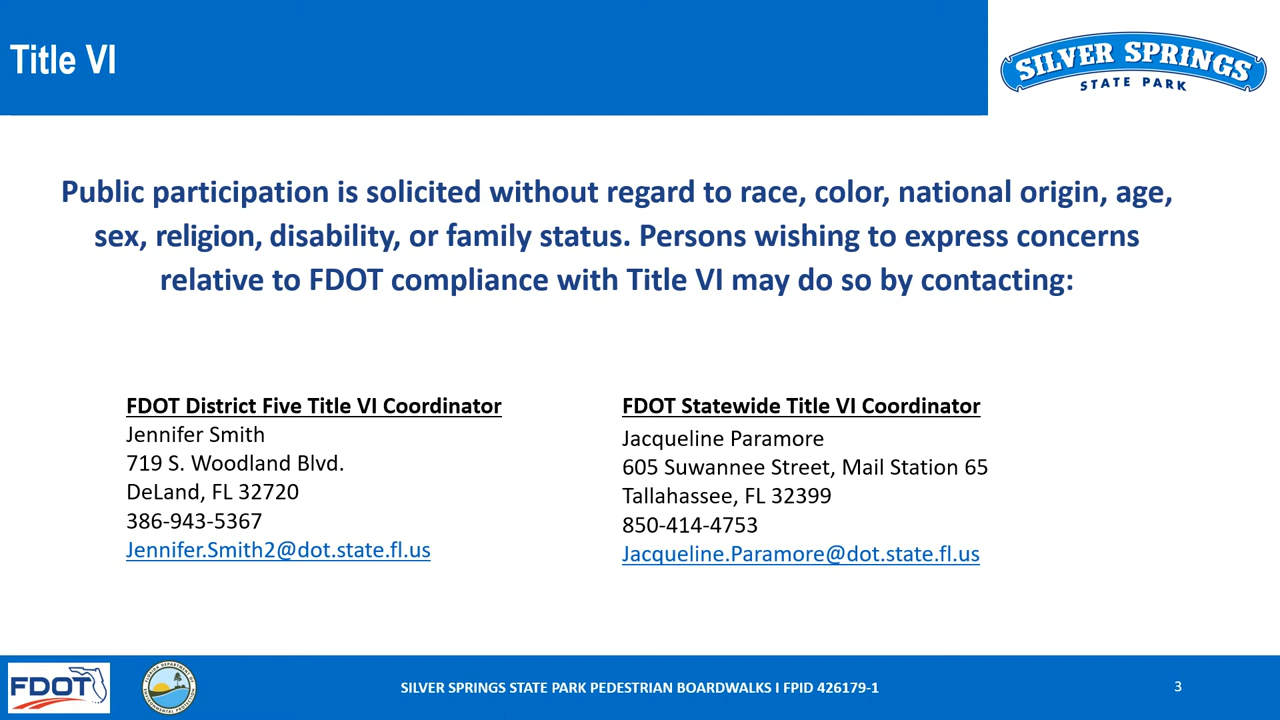 Title VI
SILVER SPRINGS
STATE PARK
Public participation is solicited without regard to race, color, national origin, age,
sex, religion, disability, or family status. Persons wishing to express concerns
relative to FDOT compliance with Title VI may do so by contacting:
FDOT District Five Title VI Coordinator
Jennifer Smith
719 S. Woodland Blvd.
DeLand, FL 32720
386-943-5367
Jennifer.Smith2@dot.state.fl.us
FDOT Statewide Title VI Coordinator
Jacqueline Paramore
605 Suwannee Street, Mail Station 65
Tallahassee, FL 32399
850-414-4753
Jacqueline.Paramore@dot.state.fl.us
FDOT
SILVER SPRINGS STATE PARK PEDESTRIAN BOARDWALKS I FPID 426179-1
3